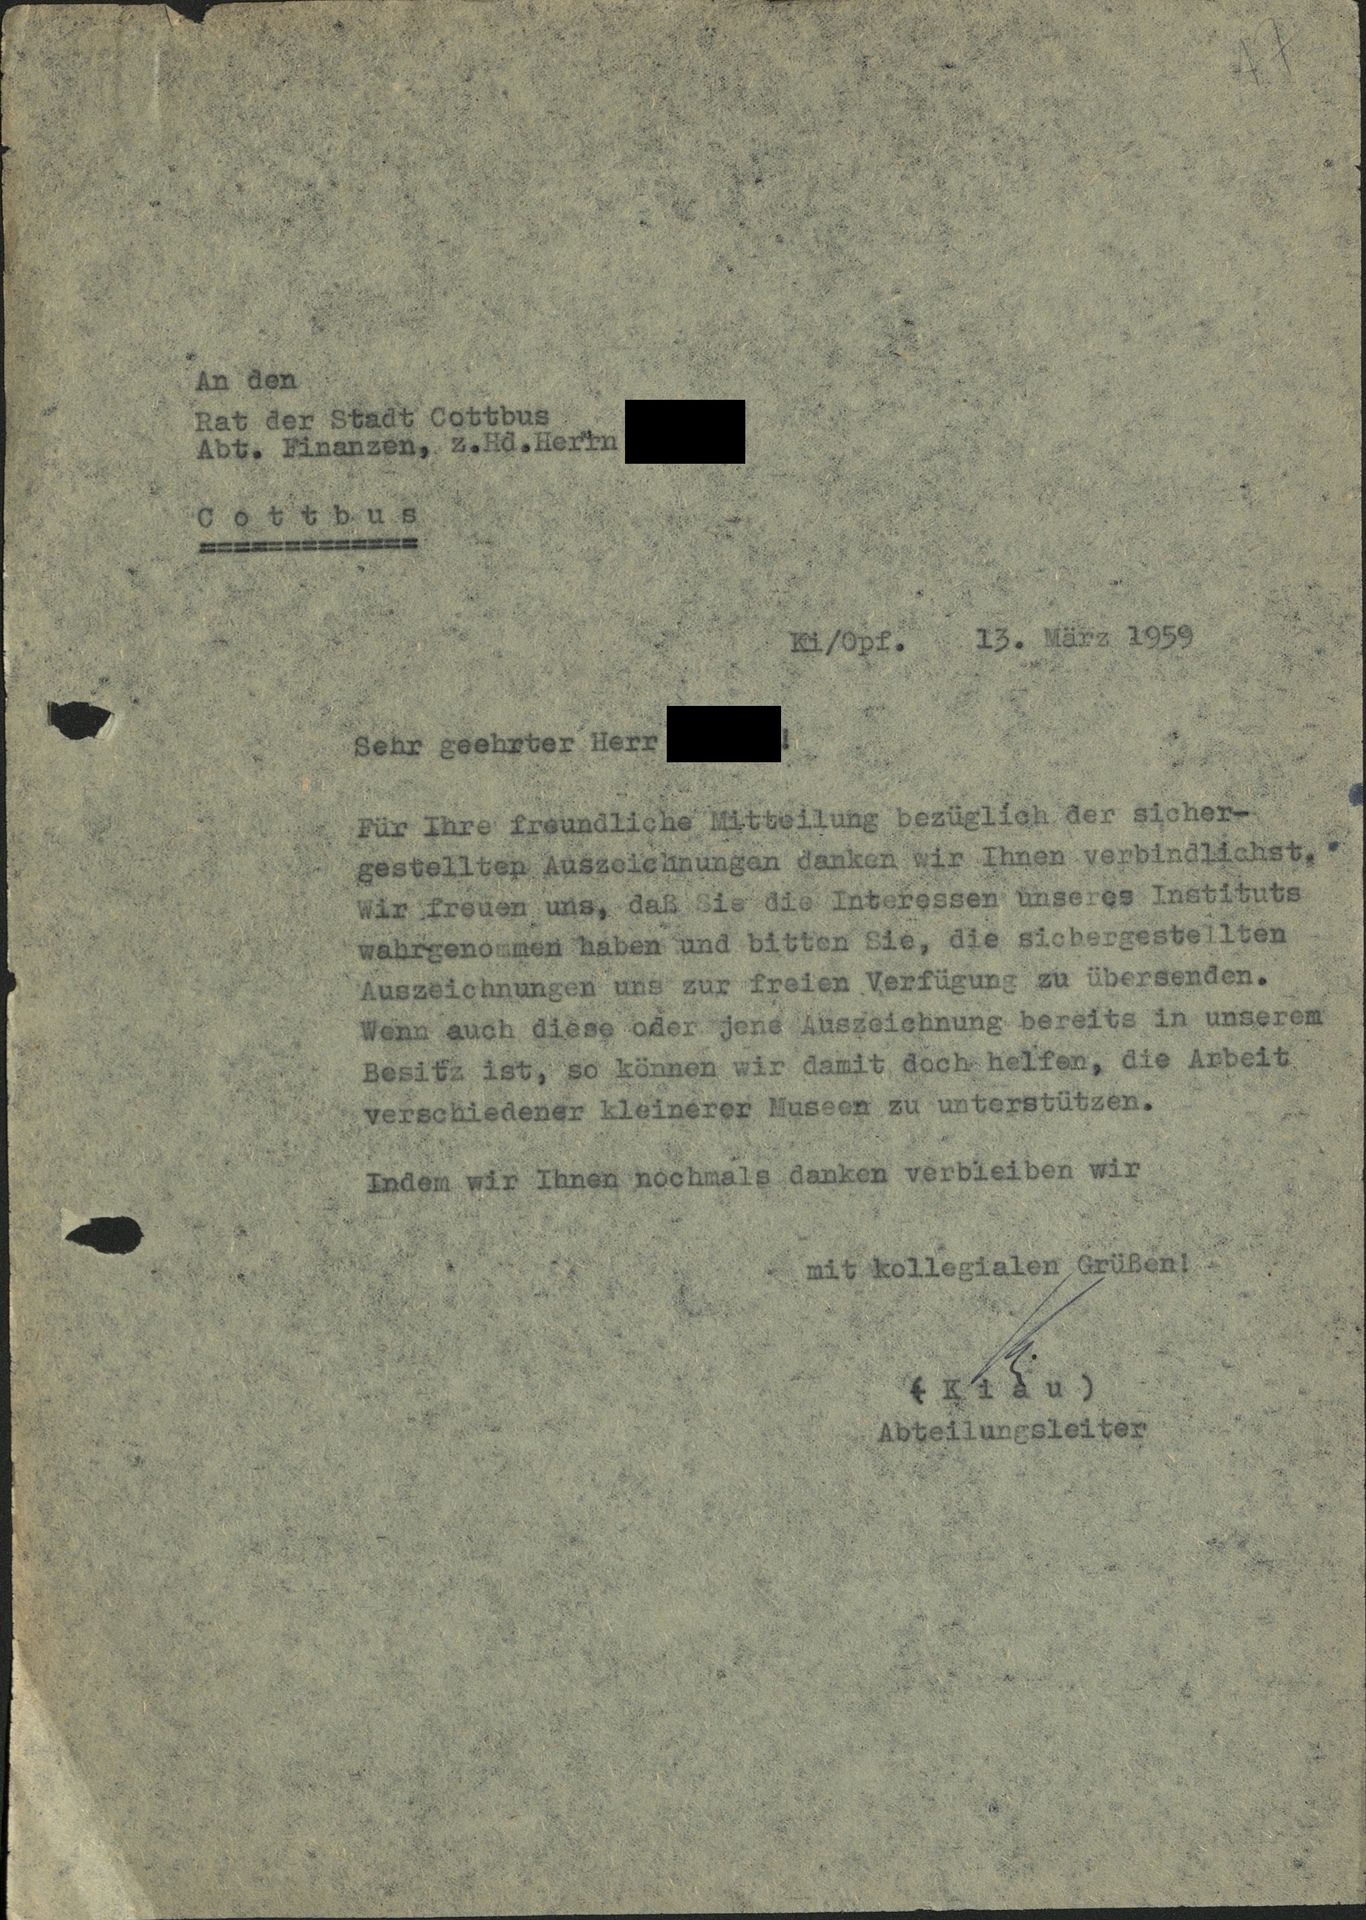 47
An den
Rat der Stadt Cottbus
Abt. Finanzen, z.Hd.Herrn
C o t t b u s
Ki/Opf. 13. März 1959
Sehr geehrter Herr !
Für Ihre freundliche Mitteilung bezüglich der sicher-
gestellten Auszeichnungen danken wir Ihnen verbindlichst.
Wir freuen uns, daß Sie die Interessen unseres Instituts
wahrgenommen haben und bitten Sie, die sichergestellten
Auszeichnungen uns zur freien Verfügung zu übersenden.
Wenn auch diese oder jene Auszeichnung bereits in unserem
Besitz ist, so können wir damit doch helfen, die Arbeit
verschiedener kleinerer Museen zu unterstützen.
Indem wir Ihnen nochmals danken verbleiben wir
mit kollegialen Grüßen!
( K i a u )
Abteilungsleiter